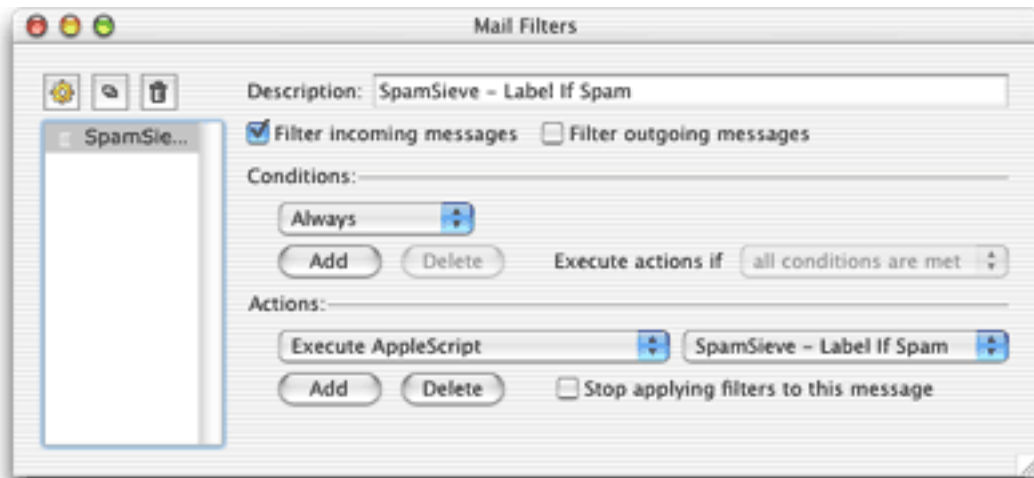 Mail Filters
Description: SpamSieve – Label If Spam
SpamSie...
Filter incoming messages Filter outgoing messages
Conditions:
Always
Add Delete Execute actions if all conditions are met
Actions:
Execute AppleScript SpamSieve – Label If Spam
Add Delete Stop applying filters to this message